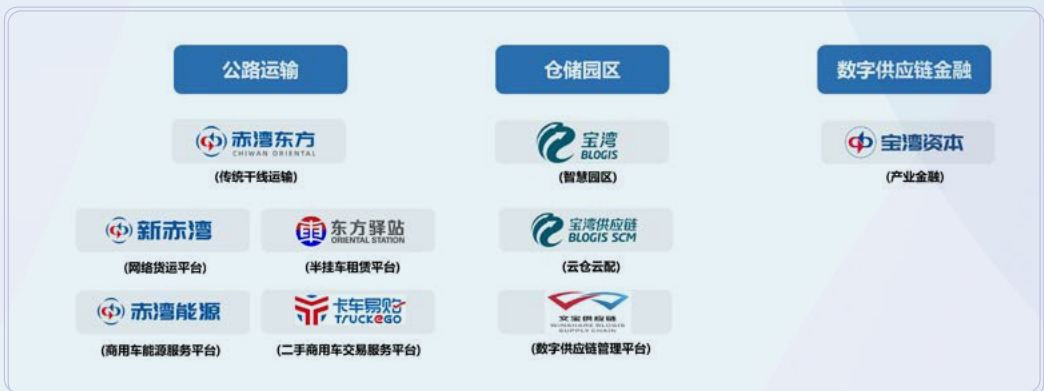 公路运输
仓储园区
数字供应链金融
赤湾东方
CHIWAN ORIENTAL
(传统干线运输)
宝湾
BLOGIS
(智慧园区)
宝湾资本
(产业金融)
新赤湾
(网络货运平台)
东方驿站
ORIENTAL STATION
(半挂车租赁平台)
宝湾供应链
BLOGIS SCM
(云仓云配)
赤湾能源
(商用车能源服务平台)
卡车易购
TRUCKeGO
(二手商用车交易服务平台)
文宝供应链
WINSHARE BLOGIS
SUPPLY CHAIN
(数字供应链管理平台)